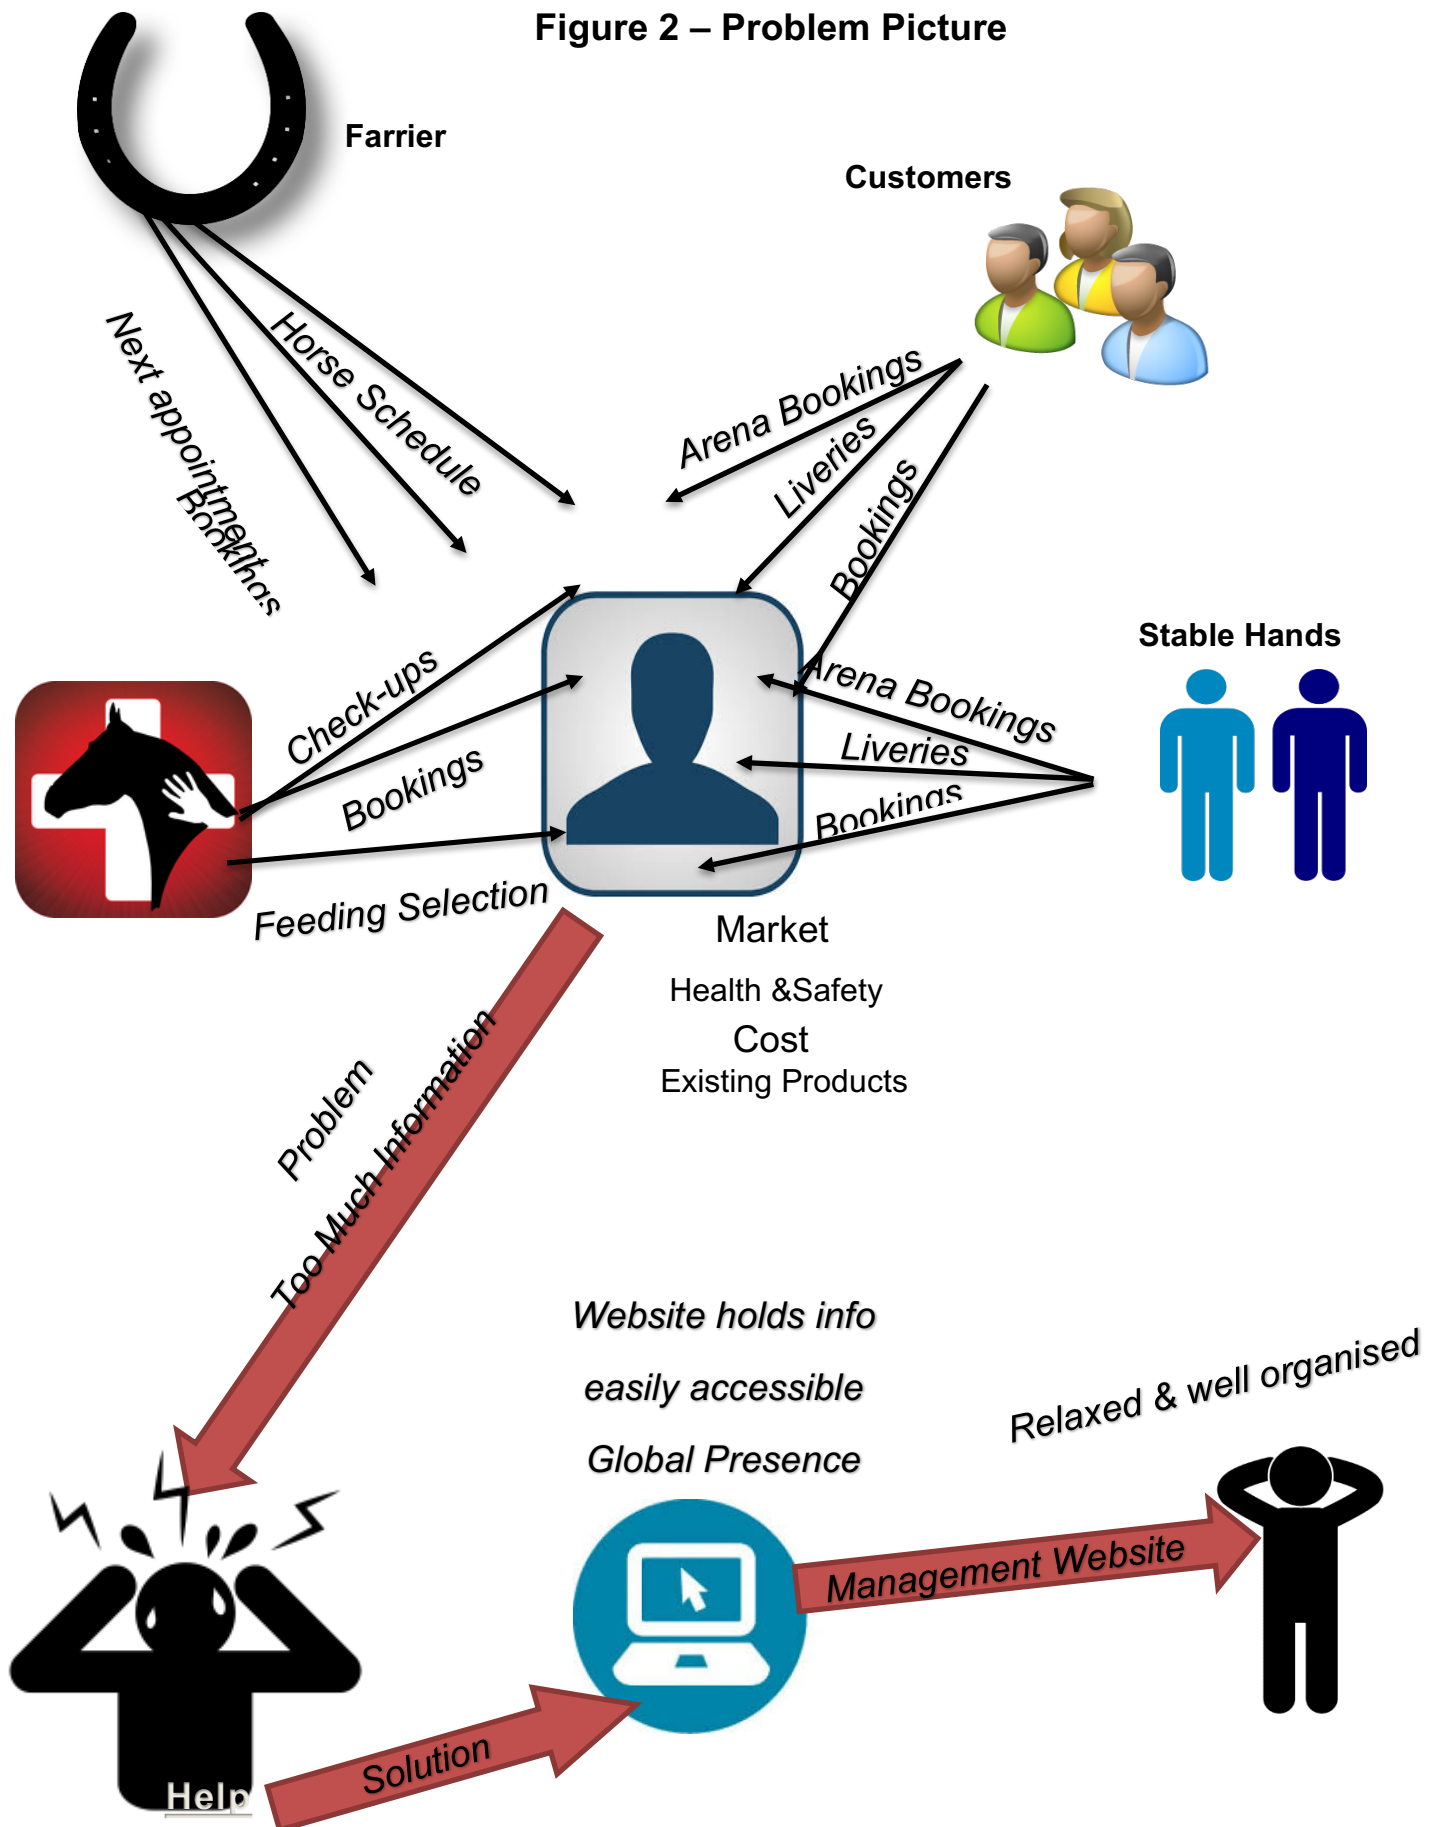 Figure 2 – Problem Picture
Farrier
Customers
Next appointment
Bookings
Horse Schedule
Arena Bookings
Liveries
Bookings
Stable Hands
Check-ups
Bookings
Feeding Selection
Arena Bookings
Liveries
Bookings
Market
Health &Safety
Cost
Existing Products
Problem
Too Much Information
Website holds info
easily accessible
Global Presence
Relaxed & well organised
Management Website
Solution
Help